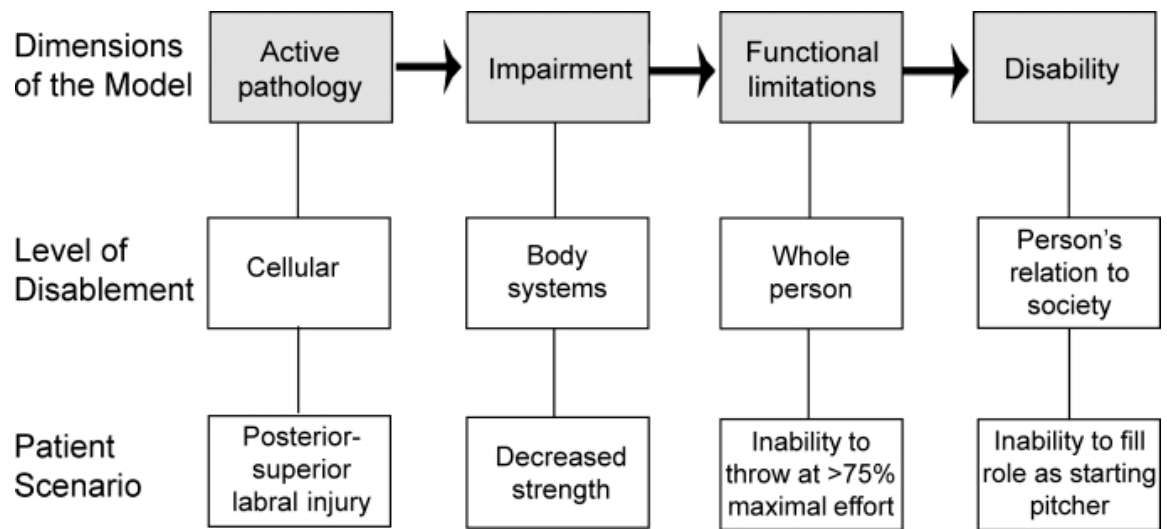 Dimensions
of the Model
Active
pathology
Impairment
Functional
limitations
Disability
Level of
Disablement
Cellular
Body
systems
Whole
person
Person's
relation to
society
Patient
Scenario
Posterior-
superior
labral injury
Decreased
strength
Inability to
throw at >75%
maximal effort
Inability to fill
role as starting
pitcher